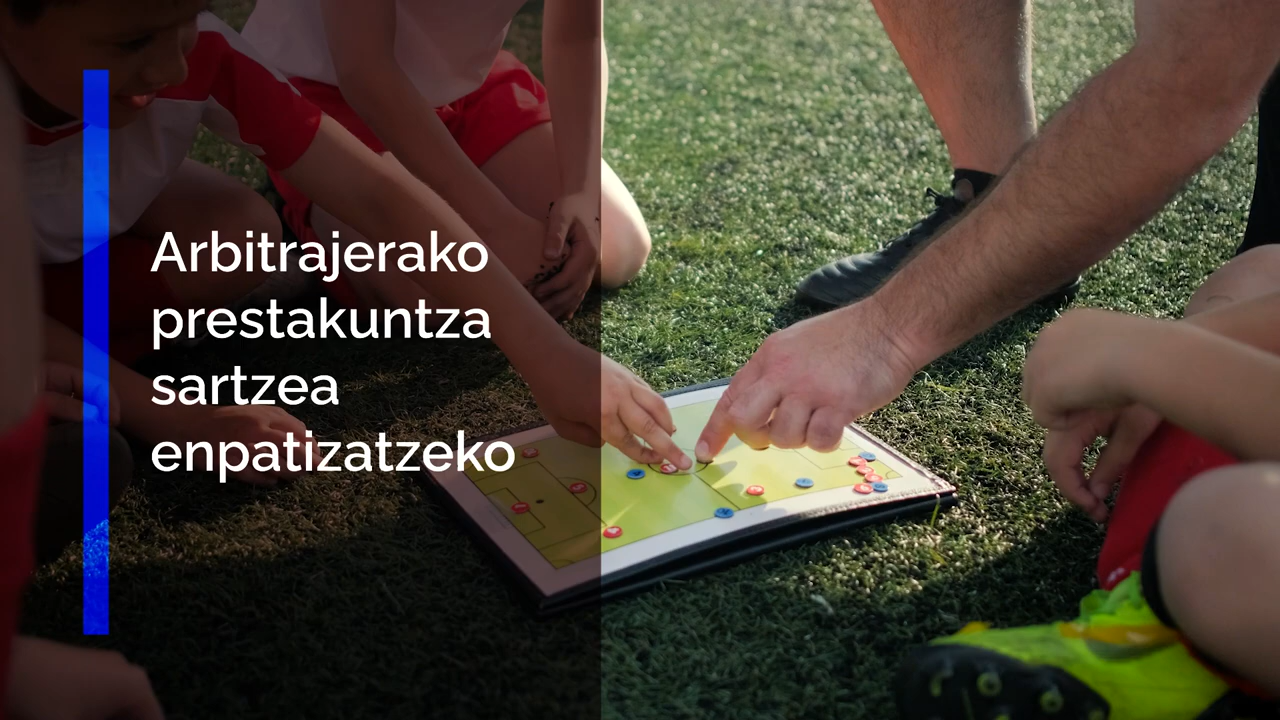 Arbitrajerako
prestakuntza
sartzea
enpatizatzeko